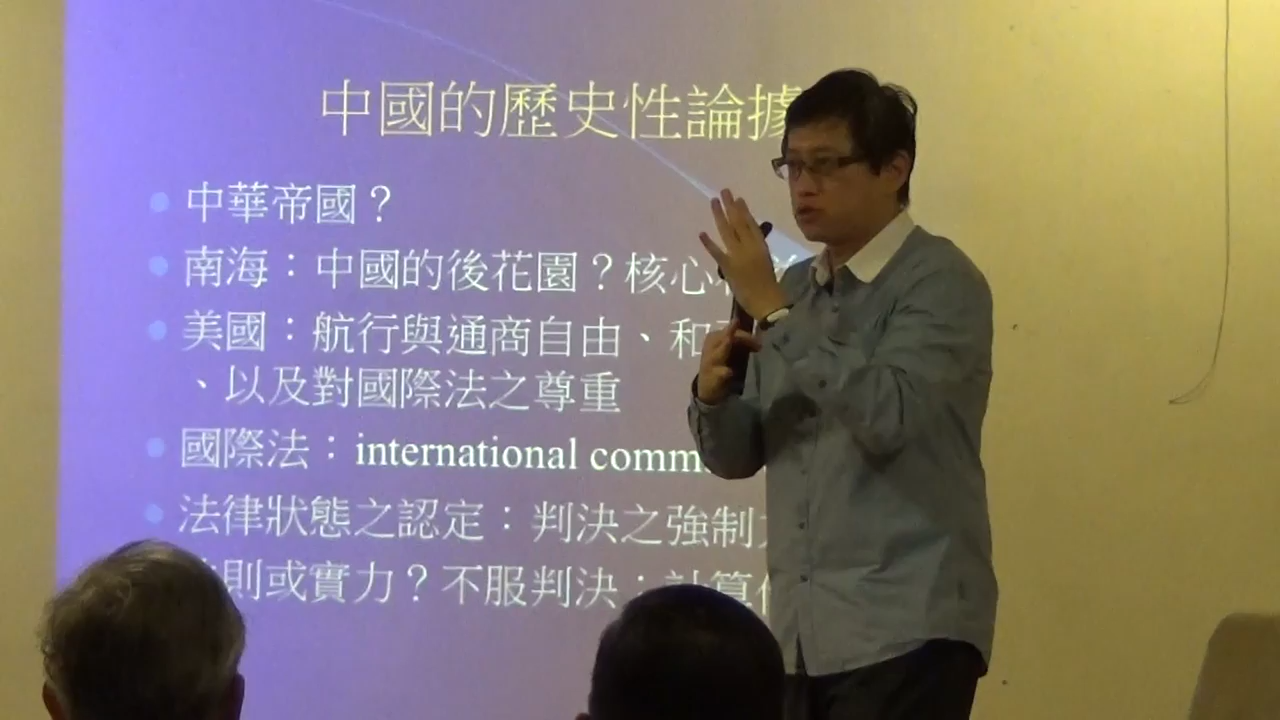 中國的歷史性論據
中華帝國？
南海：中國的後花園？核心
美國：航行與通商自由、和
、以及對國際法之尊重
國際法：international
法律狀態之認定：判決之強制
則或實力？不服判決：計算